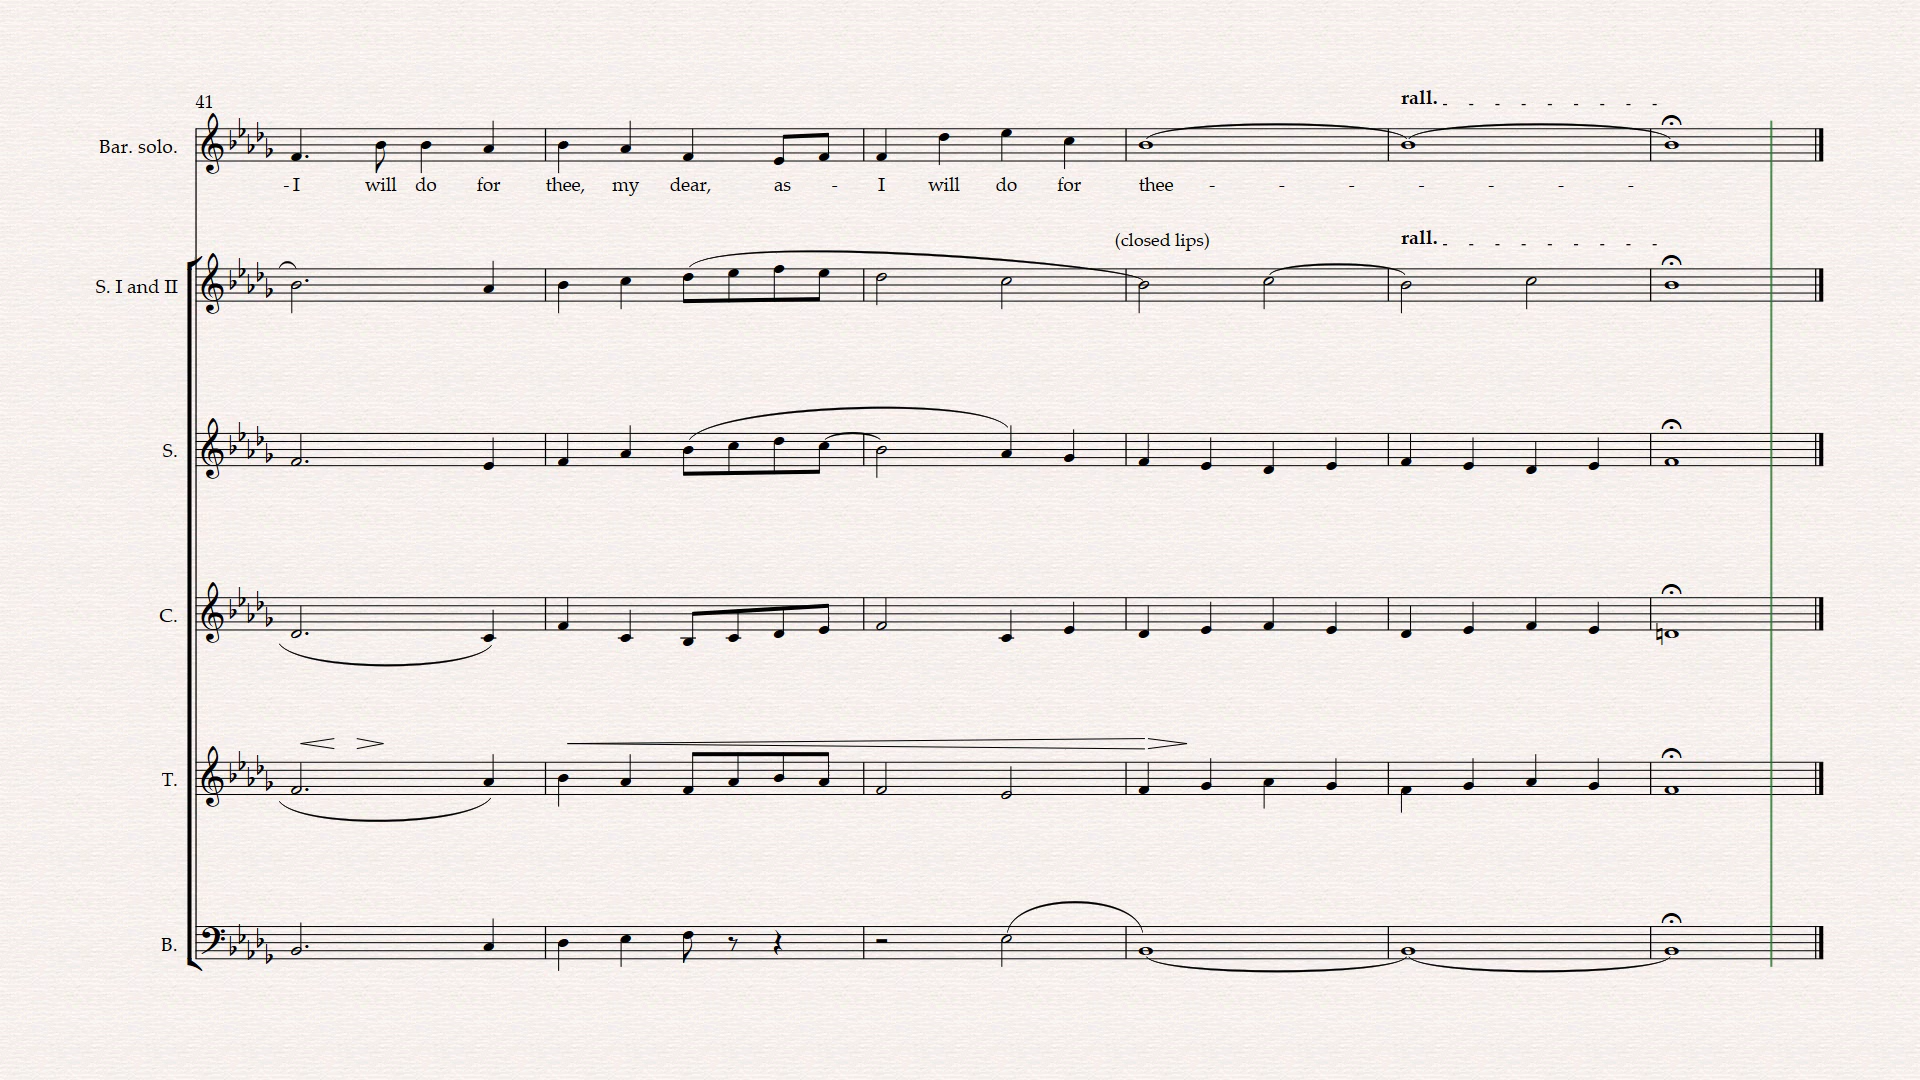 41
rall. - - - - - - - - -
Bar. solo.
- I will do for thee, my dear, as - I will do for thee - - - - - - -
(closed lips)
rall. - - - - - - - - -
S. I and II
S.
C.
T.
B.